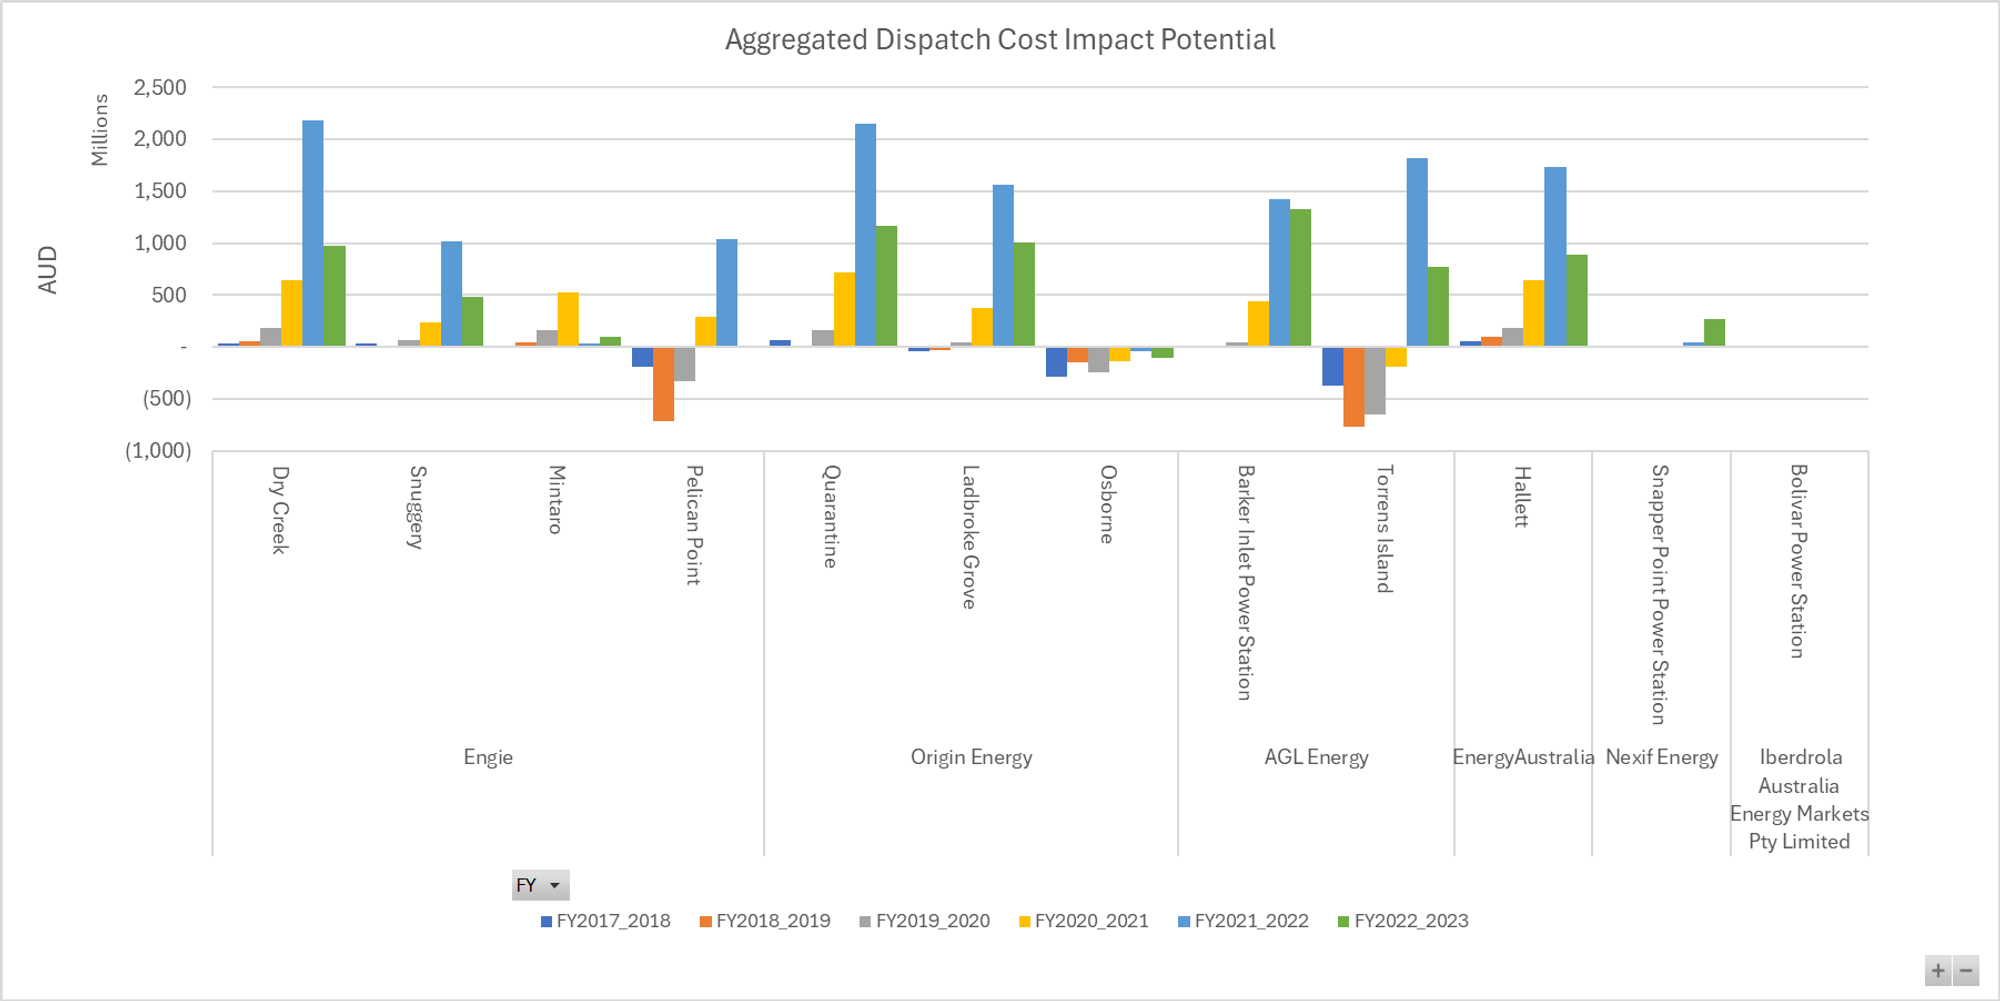 Aggregated Dispatch Cost Impact Potential
AUD
Millions
2,500
2,000
1,500
1,000
500
-
(500)
(1,000)
Dry Creek
Snuggery
Mintaro
Pelican Point
Quarantine
Ladbroke Grove
Osborne
Barker Inlet Power Station
Torrens Island
Hallett
Snapper Point Power Station
Bolivar Power Station
Engie
Origin Energy
AGL Energy
EnergyAustralia
Nexif Energy
Iberdrola
Australia
Energy Markets
Pty Limited
FY
FY2017_2018
FY2018_2019
FY2019_2020
FY2020_2021
FY2021_2022
FY2022_2023
+ −